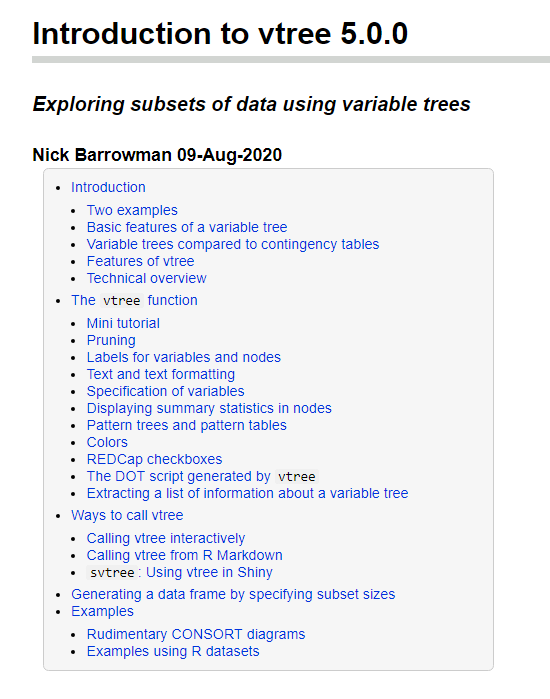 Introduction to vtree 5.0.0
Exploring subsets of data using variable trees
Nick Barrowman 09-Aug-2020
Introduction
Two examples
Basic features of a variable tree
Variable trees compared to contingency tables
Features of vtree
Technical overview
The vtree function
Mini tutorial
Pruning
Labels for variables and nodes
Text and text formatting
Specification of variables
Displaying summary statistics in nodes
Pattern trees and pattern tables
Colors
REDCap checkboxes
The DOT script generated by vtree
Extracting a list of information about a variable tree
Ways to call vtree
Calling vtree interactively
Calling vtree from R Markdown
svtree: Using vtree in Shiny
Generating a data frame by specifying subset sizes
Examples
Rudimentary CONSORT diagrams
Examples using R datasets